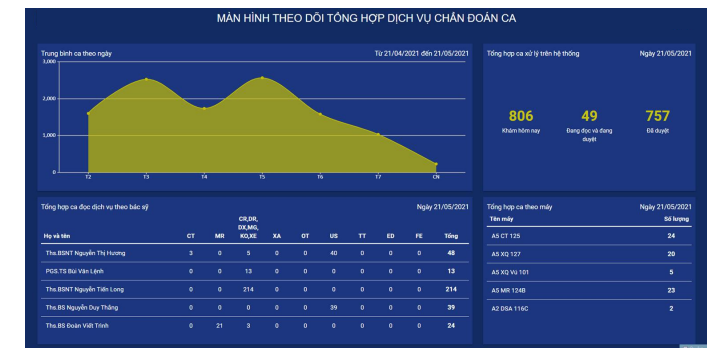 MÀN HÌNH THEO DÕI TỔNG HỢP DỊCH VỤ CHẨN ĐOÁN CA
Trung bình ca theo ngày Từ 21/04/2021 đến 21/05/2021
3,000
2,000
1,000
0
T2 T3 T4 T5 T6 T7 CN
Tổng hợp ca xử lý trên hệ thống Ngày 21/05/2021
806 49 757
Khám hôm nay Đang đọc và đang Đã duyệt
duyệt
Tổng hợp ca đọc dịch vụ theo bác sỹ Ngày 21/05/2021
CR,DR,
DX,MG,
Họ và tên CT MR KO,XE XA OT US TT ED FE Tổng
Ths.BSNT Nguyễn Thị Hương 3 0 5 0 0 40 0 0 0 48
PGS.TS Bùi Văn Lệnh 0 0 13 0 0 0 0 0 0 13
Ths.BSNT Nguyễn Tiến Long 0 0 214 0 0 0 0 0 0 214
Ths.BS Nguyễn Duy Thắng 0 0 0 0 0 39 0 0 0 39
Ths.BS Đoàn Viết Trình 0 21 3 0 0 0 0 0 0 24
Tổng hợp ca theo máy Ngày 21/05/2021
Tên máy Số lượng
A5 CT 125 24
A5 XQ 127 20
A5 XQ Vú 101 5
A5 MR 124B 23
A2 DSA 116C 2